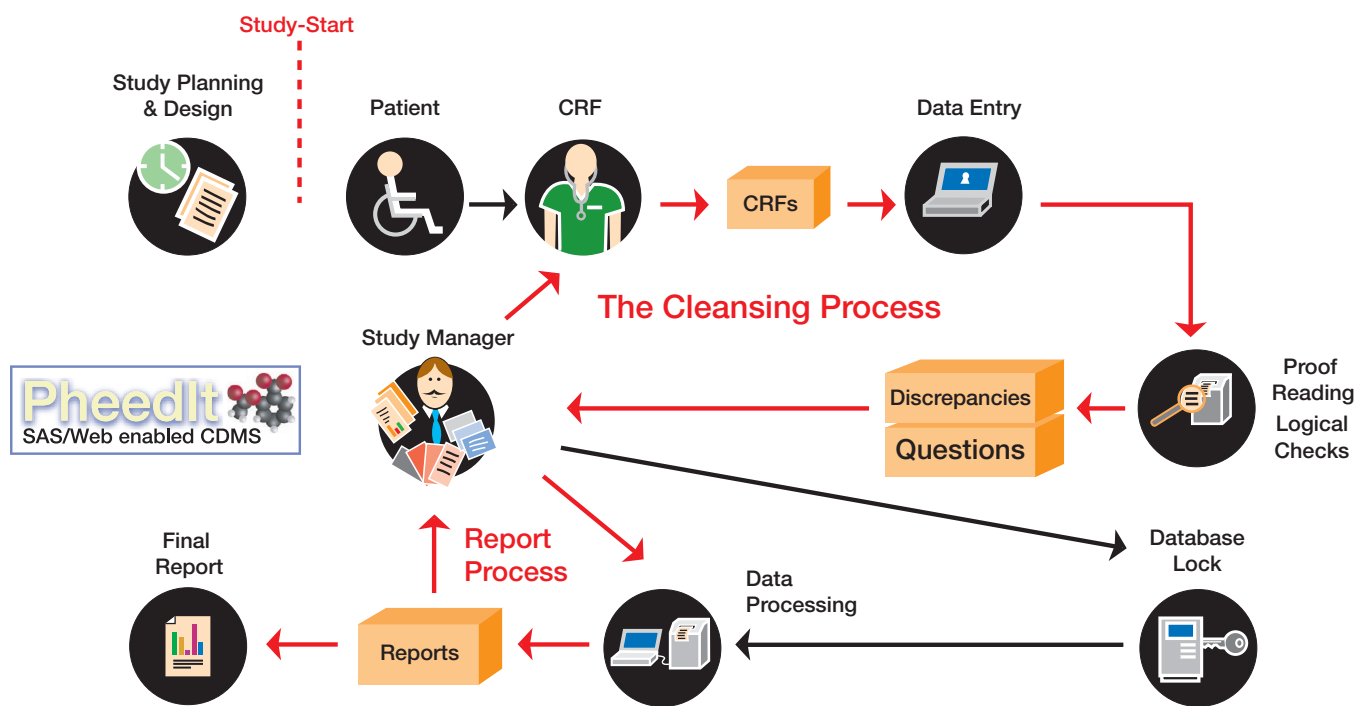 Study-Start
Study Planning
& Design
Patient
CRF
Data Entry
CRFs
The Cleansing Process
Study Manager
PheedIt
SAS/Web enabled CDMS
Discrepancies
Questions
Proof
Reading
Logical
Checks
Final
Report
Report
Process
Reports
Data
Processing
Database
Lock